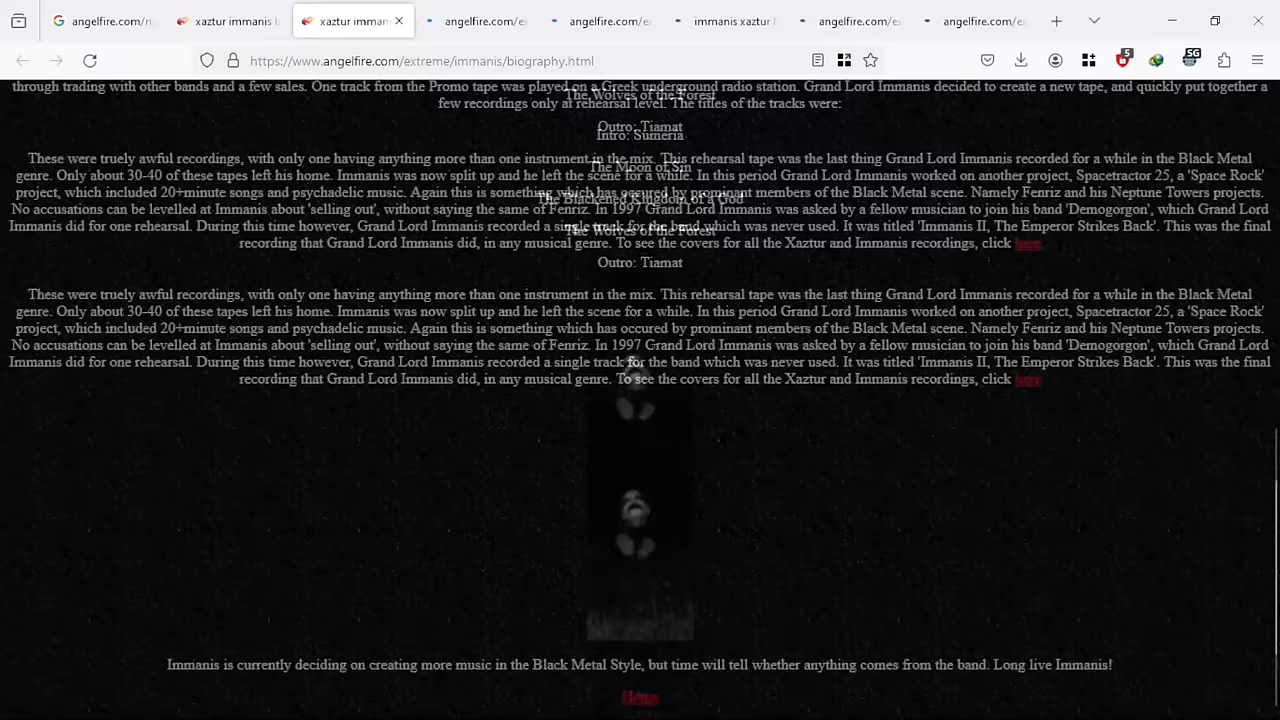 angelfire.com/n
xaztur immanis b
xaztur imman
angelfire.com/ex
angelfire.com/ex
immanis xaztur l
angelfire.com/ex
angelfire.com/ex
https://www.angelfire.com/extreme/immanis/biography.html
5
SG
through trading with other bands and a few sales. One track from the Promo tape was played on a Greek underground radio station. Grand Lord Immanis decided to create a new tape, and quickly put together a
The Wolves of the Forest
few recordings only at rehearsal level. The titles of the tracks were:
Outro: Tiamat
Intro: Sumeria
These were truely awful recordings, with only one having anything more than one instrument in the mix. This rehearsal tape was the last thing Grand Lord Immanis recorded for a while in the Black Metal
The Moon of Sin
genre. Only about 30-40 of these tapes left his home. Immanis was now split up and he left the scene for a while. In this period Grand Lord Immanis worked on another project, Spacetractor 25, a 'Space Rock'
project, which included 20+minute songs and psychadelic music. Again this is something which has occured by prominent members of the Black Metal scene. Namely Fenriz and his Neptune Towers projects.
The Blackened Kingdom of a God
No accusations can be levelled at Immanis about 'selling out', without saying the same of Fenriz. In 1997 Grand Lord Immanis was asked by a fellow musician to join his band 'Demogorgon', which Grand Lord
Immanis did for one rehearsal. During this time however, Grand Lord Immanis recorded a single track for the band which was never used. It was titled 'Immanis II, The Emperor Strikes Back'. This was the final
The Wolves of the Forest
recording that Grand Lord Immanis did, in any musical genre. To see the covers for all the Xaztur and Immanis recordings, click here
Outro: Tiamat
These were truely awful recordings, with only one having anything more than one instrument in the mix. This rehearsal tape was the last thing Grand Lord Immanis recorded for a while in the Black Metal
genre. Only about 30-40 of these tapes left his home. Immanis was now split up and he left the scene for a while. In this period Grand Lord Immanis worked on another project, Spacetractor 25, a 'Space Rock'
project, which included 20+minute songs and psychadelic music. Again this is something which has occured by prominent members of the Black Metal scene. Namely Fenriz and his Neptune Towers projects.
No accusations can be levelled at Immanis about 'selling out', without saying the same of Fenriz. In 1997 Grand Lord Immanis was asked by a fellow musician to join his band 'Demogorgon', which Grand Lord
Immanis did for one rehearsal. During this time however, Grand Lord Immanis recorded a single track for the band which was never used. It was titled 'Immanis II, The Emperor Strikes Back'. This was the final
recording that Grand Lord Immanis did, in any musical genre. To see the covers for all the Xaztur and Immanis recordings, click here
Immanis is currently deciding on creating more music in the Black Metal Style, but time will tell whether anything comes from the band. Long live Immanis!
Home